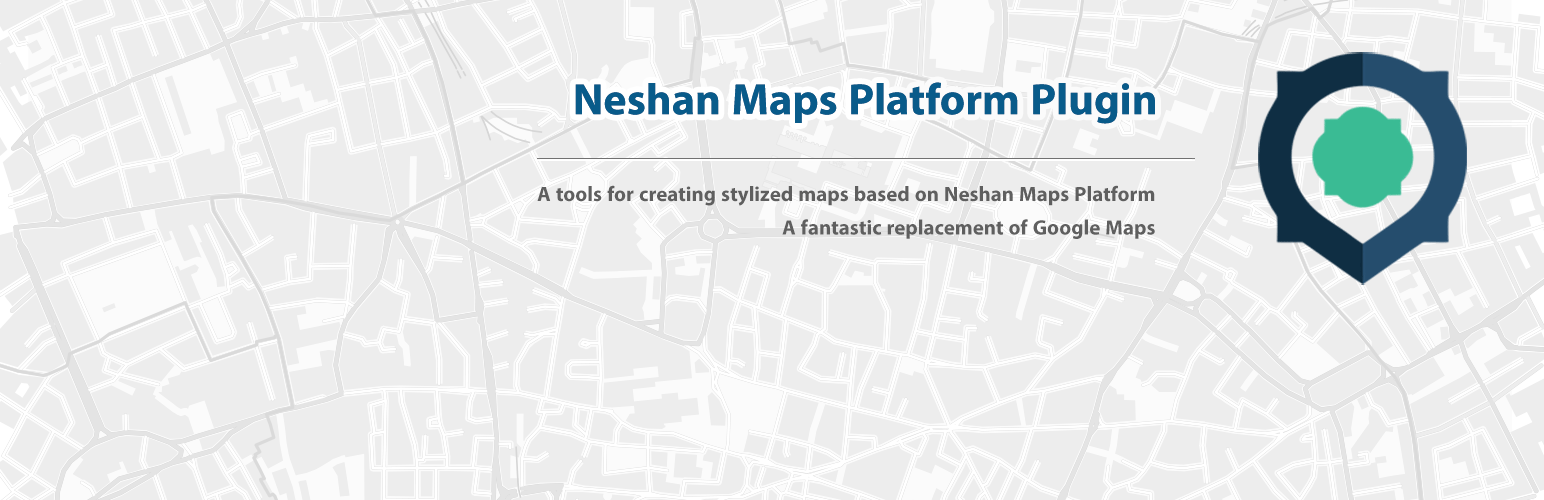 Neshan Maps Platform Plugin
A tools for creating stylized maps based on Neshan Maps Platform
A fantastic replacement of Google Maps